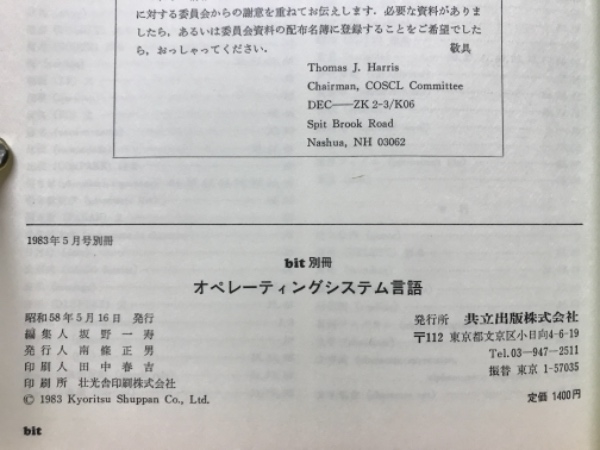 に対する委員会からの謝意を重ねてお伝えします．必要な資料がありま
したら，あるいは委員会資料の配布名簿に登録することをご希望でした
ら，おっしゃってください．　敬具
Thomas J. Harris
Chairman, COSCL Committee
DEC——ZK 2-3/K06
Spit Brook Road
Nashua, NH 03062
1983年5月号別冊
bit 別冊
オペレーティングシステム言語
昭和58年5月16日　発行
編集人　坂野一寿
発行人　南條正男
印刷人　田中春吉
印刷所　壮光舎印刷株式会社
© 1983 Kyoritsu Shuppan Co., Ltd.
発行所　共立出版株式会社
〒112 東京都文京区小日向4-6-19
Tel.03-947-2511
振替 東京 1-57035
定価 1400円
bit